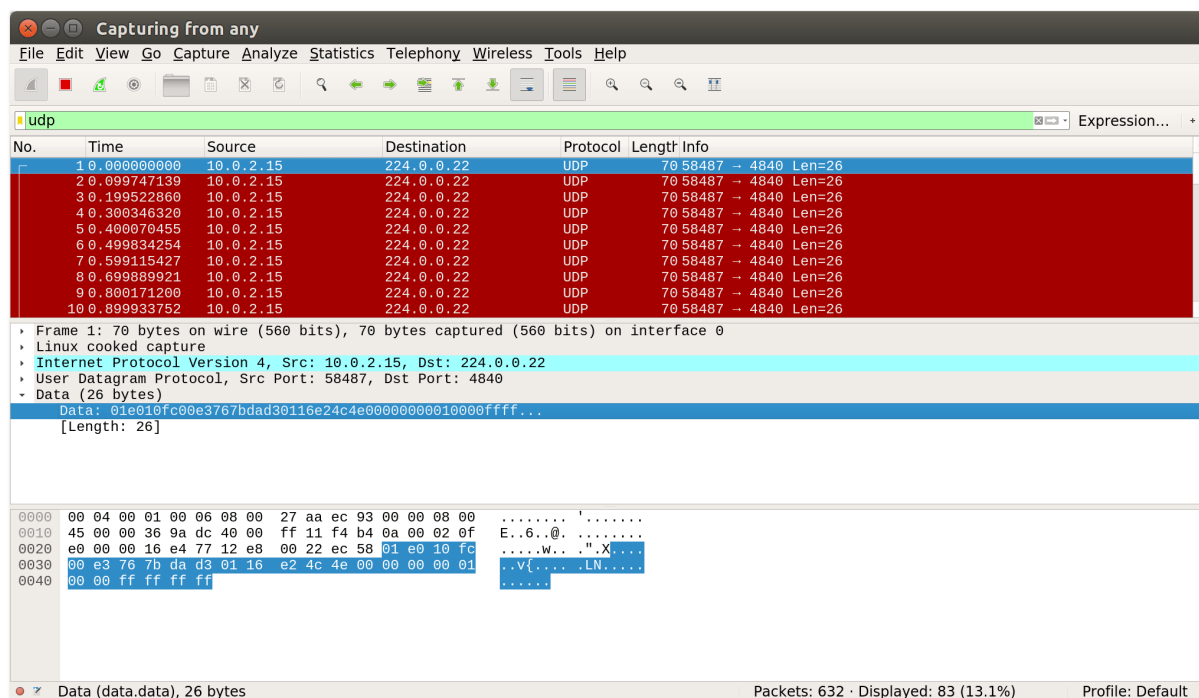 Capturing from any
File Edit View Go Capture Analyze Statistics Telephony Wireless Tools Help
udp Expression... +
No. Time Source Destination Protocol Length Info
1 0.000000000 10.0.2.15 224.0.0.22 UDP 70 58487 → 4840 Len=26
2 0.099747139 10.0.2.15 224.0.0.22 UDP 70 58487 → 4840 Len=26
3 0.199522860 10.0.2.15 224.0.0.22 UDP 70 58487 → 4840 Len=26
4 0.300346320 10.0.2.15 224.0.0.22 UDP 70 58487 → 4840 Len=26
5 0.400070455 10.0.2.15 224.0.0.22 UDP 70 58487 → 4840 Len=26
6 0.499834254 10.0.2.15 224.0.0.22 UDP 70 58487 → 4840 Len=26
7 0.599115427 10.0.2.15 224.0.0.22 UDP 70 58487 → 4840 Len=26
8 0.699889921 10.0.2.15 224.0.0.22 UDP 70 58487 → 4840 Len=26
9 0.800171200 10.0.2.15 224.0.0.22 UDP 70 58487 → 4840 Len=26
10 0.899933752 10.0.2.15 224.0.0.22 UDP 70 58487 → 4840 Len=26
Frame 1: 70 bytes on wire (560 bits), 70 bytes captured (560 bits) on interface 0
Linux cooked capture
Internet Protocol Version 4, Src: 10.0.2.15, Dst: 224.0.0.22
User Datagram Protocol, Src Port: 58487, Dst Port: 4840
Data (26 bytes)
Data: 01e010fc00e3767bdad30116e24c4e00000000010000ffff...
[Length: 26]
0000 00 04 00 01 00 06 08 00 27 aa ec 93 00 00 08 00 ........ '.......
0010 45 00 00 36 9a dc 40 00 ff 11 f4 b4 0a 00 02 0f E..6..@. ........
0020 e0 00 00 16 e4 77 12 e8 00 22 ec 58 01 e0 10 fc .....w.. .".X....
0030 00 e3 76 7b da d3 01 16 e2 4c 4e 00 00 00 00 01 ..v{.... .LN.....
0040 00 00 ff ff ff ff ......
Data (data.data), 26 bytes Packets: 632 · Displayed: 83 (13.1%) Profile: Default